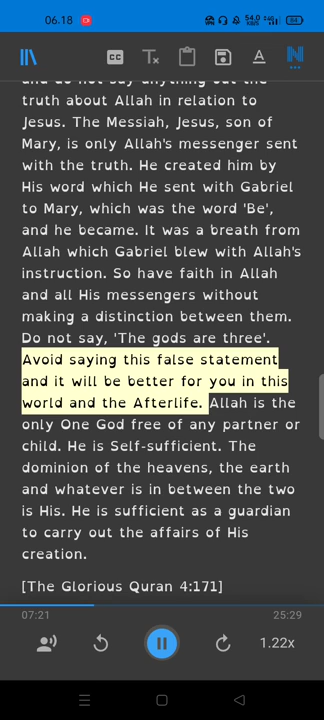 06.18
54.0
KB/S
64
CC
T×
A
N
and do not say anything but the
truth about Allah in relation to
Jesus. The Messiah, Jesus, son of
Mary, is only Allah's messenger sent
with the truth. He created him by
His word which He sent with Gabriel
to Mary, which was the word 'Be',
and he became. It was a breath from
Allah which Gabriel blew with Allah's
instruction. So have faith in Allah
and all His messengers without
making a distinction between them.
Do not say, 'The gods are three'.
Avoid saying this false statement
and it will be better for you in this
world and the Afterlife. Allah is the
only One God free of any partner or
child. He is Self-sufficient. The
dominion of the heavens, the earth
and whatever is in between the two
is His. He is sufficient as a guardian
to carry out the affairs of His
creation.
[The Glorious Quran 4:171]
07:21
25:29
1.22x